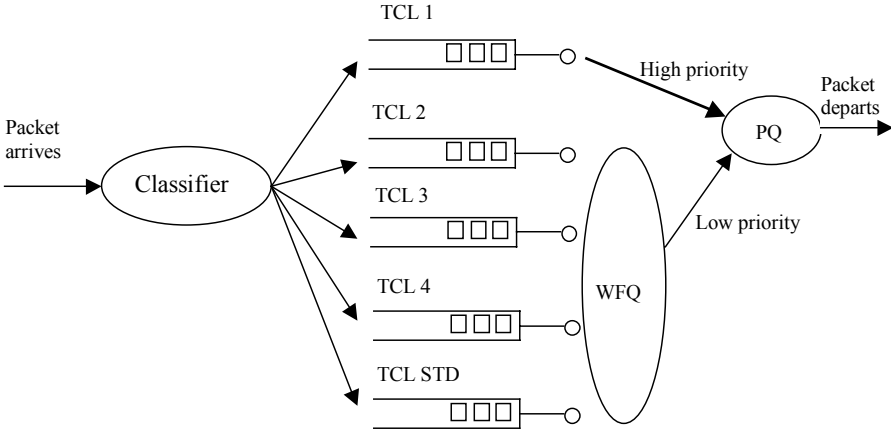 TCL 1
High priority
Packet
departs
TCL 2
Packet
arrives
PQ
Classifier
TCL 3
Low priority
TCL 4
WFQ
TCL STD